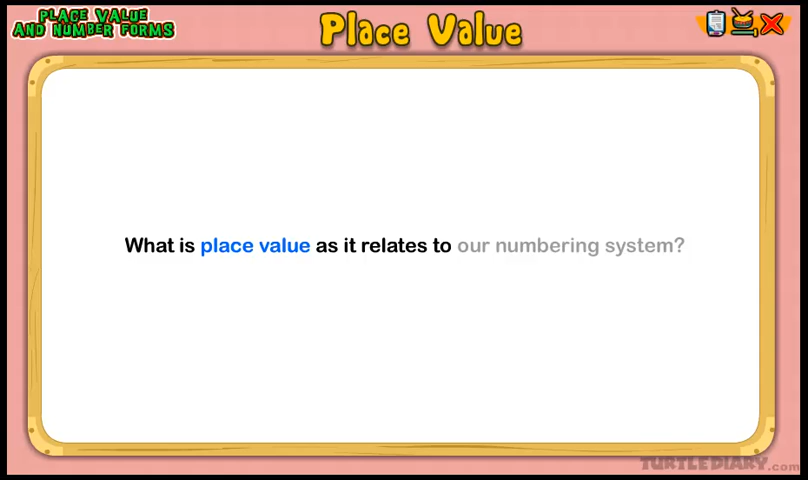 PLACE VALUE
AND NUMBER FORMS
Place Value
What is place value as it relates to our numbering system?
TURTLEDIARY.com